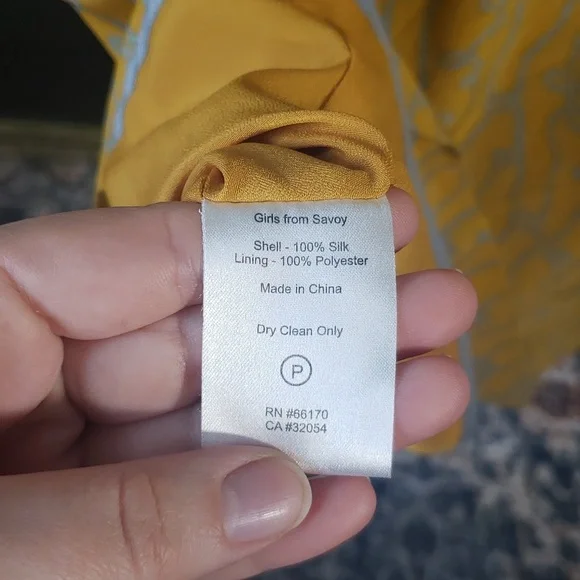 Girls from Savoy
Shell - 100% Silk
Lining - 100% Polyester
Made in China
Dry Clean Only
P
RN #66170
CA #32054